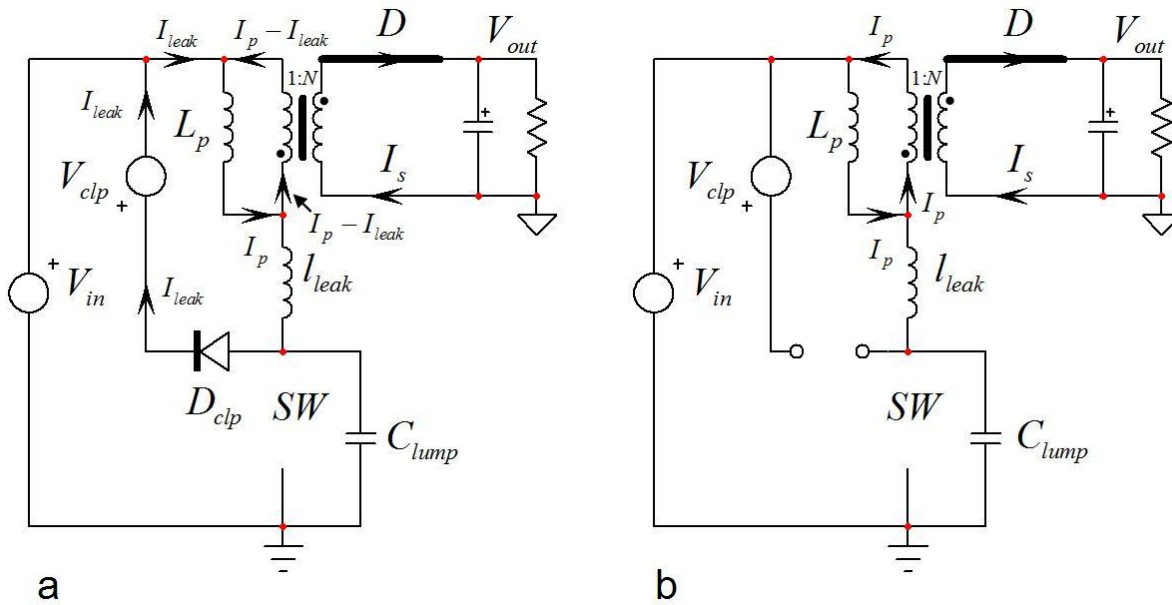 I_leak I_p − I_leak D V_out
1:N
I_leak L_p
V_clp + I_s
I_p − I_leak
I_p
+ V_in I_leak l_leak
D_clp SW C_lump
a
I_p D V_out
1:N
L_p
V_clp + I_s
I_p
I_p
+ V_in l_leak
SW C_lump
b